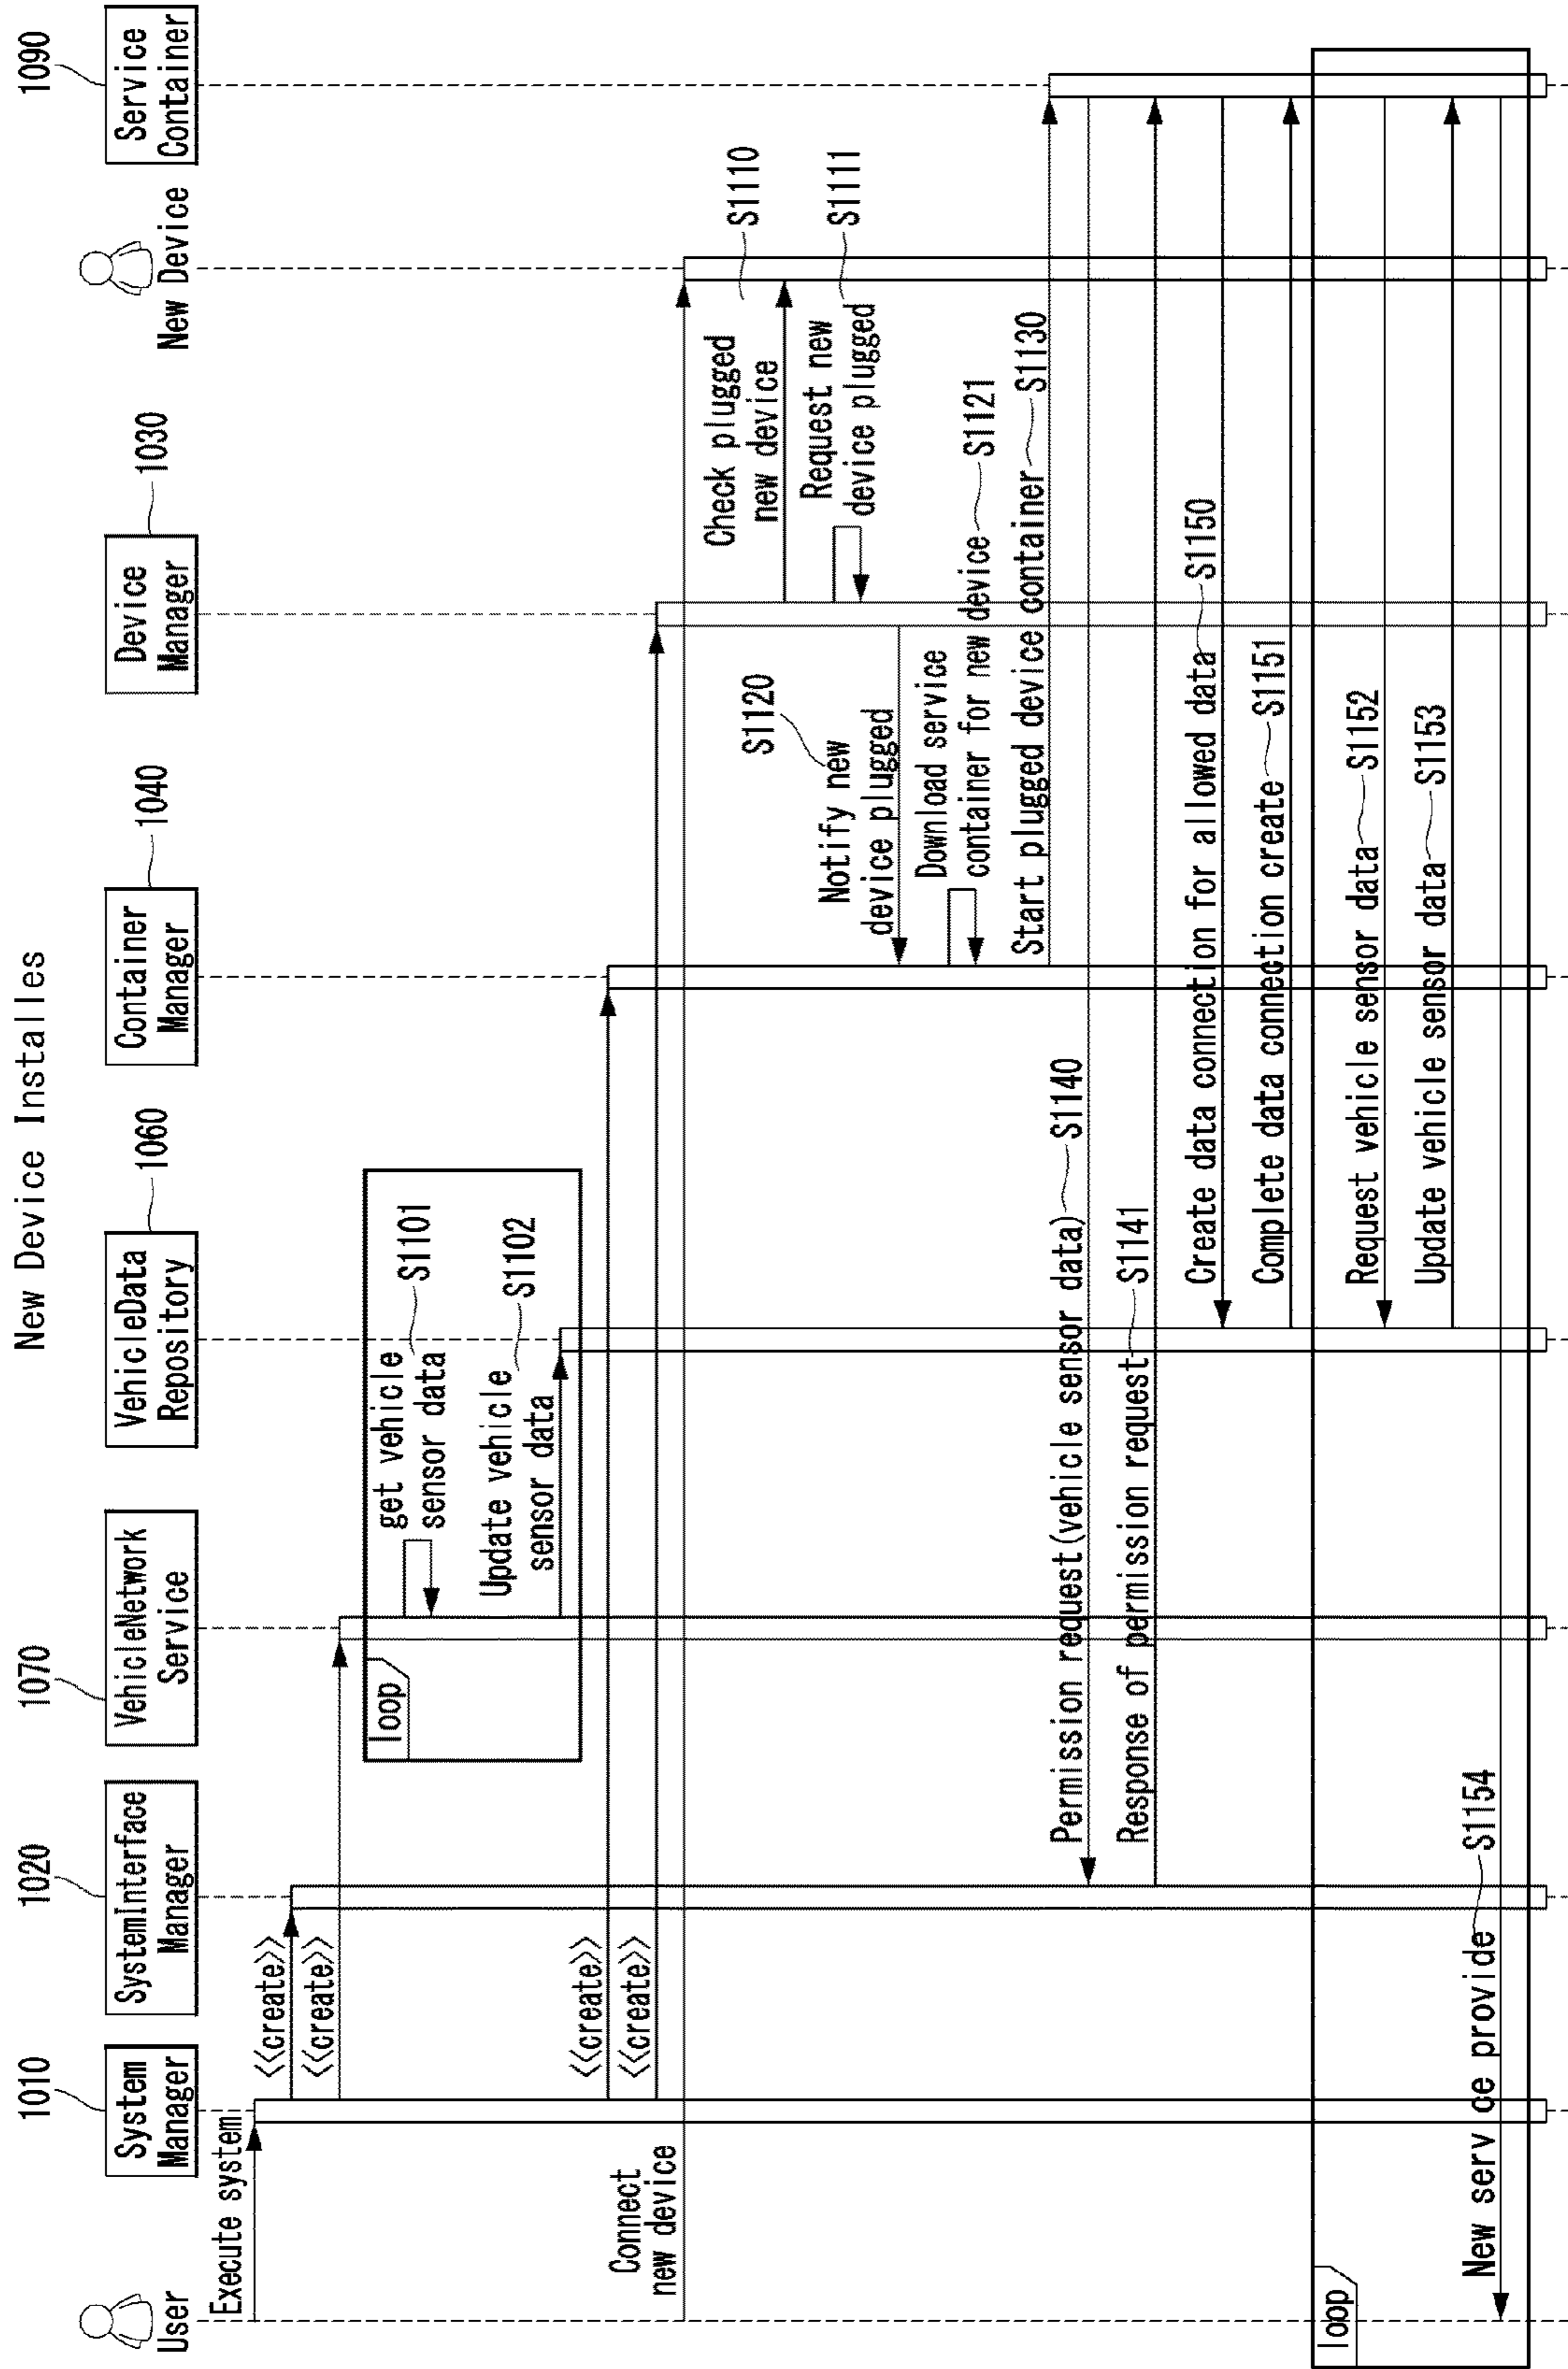 New Device Installes
User
1010
System
Manager
1020
SystemInterface
Manager
1070
VehicleNetwork
Service
VehicleData
Repository
1060
Container
Manager
1040
Device
Manager
1030
New Device
1090
Service
Container
Execute system
<<create>>
<<create>>
loop
get vehicle
sensor data
S1101
Update vehicle
sensor data
S1102
<<create>>
<<create>>
Connect
new device
Check plugged
new device
S1110
Request new
device plugged
S1111
S1120
Notify new
device plugged
Download service
container for new device
S1121
Start plugged device container
S1130
Permission request(vehicle sensor data)
S1140
Response of permission request
S1141
Create data connection for allowed data
S1150
Complete data connection create
S1151
loop
Request vehicle sensor data
S1152
Update vehicle sensor data
S1153
New serv ce provide
S1154